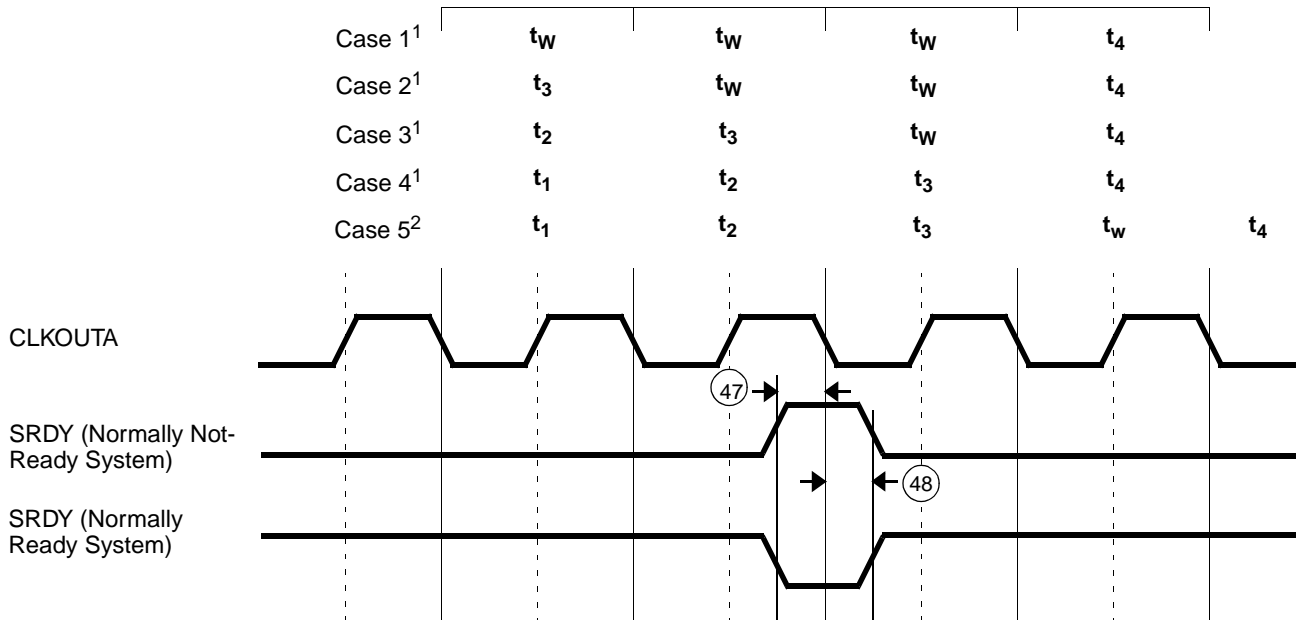 Case 1¹ tW tW tW t4
Case 2¹ t3 tW tW t4
Case 3¹ t2 t3 tW t4
Case 4¹ t1 t2 t3 t4
Case 5² t1 t2 t3 tw t4
CLKOUTA
47
SRDY (Normally Not-
Ready System)
48
SRDY (Normally
Ready System)